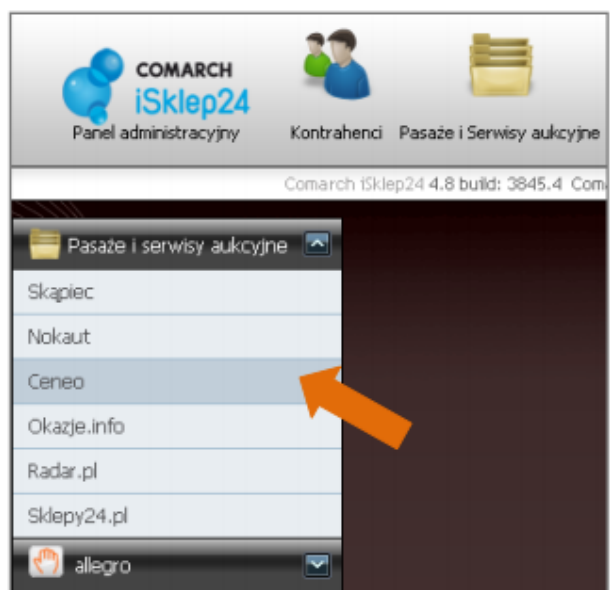 COMARCH
iSklep24
Panel administracyjny
Kontrahenci
Pasaże i Serwisy aukcyjne
Comarch iSklep24 4.8 build: 3845.4 Com
Pasaże i serwisy aukcyjne
Skąpiec
Nokaut
Ceneo
Okazje.info
Radar.pl
Sklepy24.pl
allegro